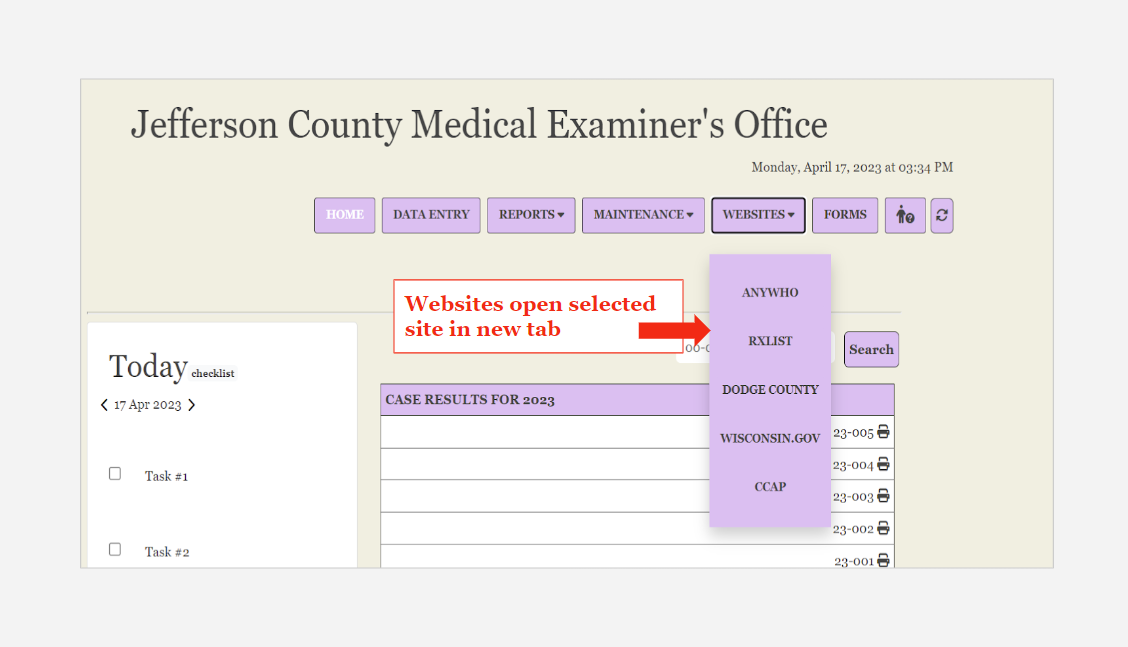 Jefferson County Medical Examiner's Office
Monday, April 17, 2023 at 03:34 PM
HOME DATA ENTRY REPORTS MAINTENANCE WEBSITES FORMS
ANYWHO
RXLIST
DODGE COUNTY
WISCONSIN.GOV
CCAP
Websites open selected
site in new tab
Search
Today checklist
17 Apr 2023
Task #1
Task #2
CASE RESULTS FOR 2023
23-005
23-004
23-003
23-002
23-001